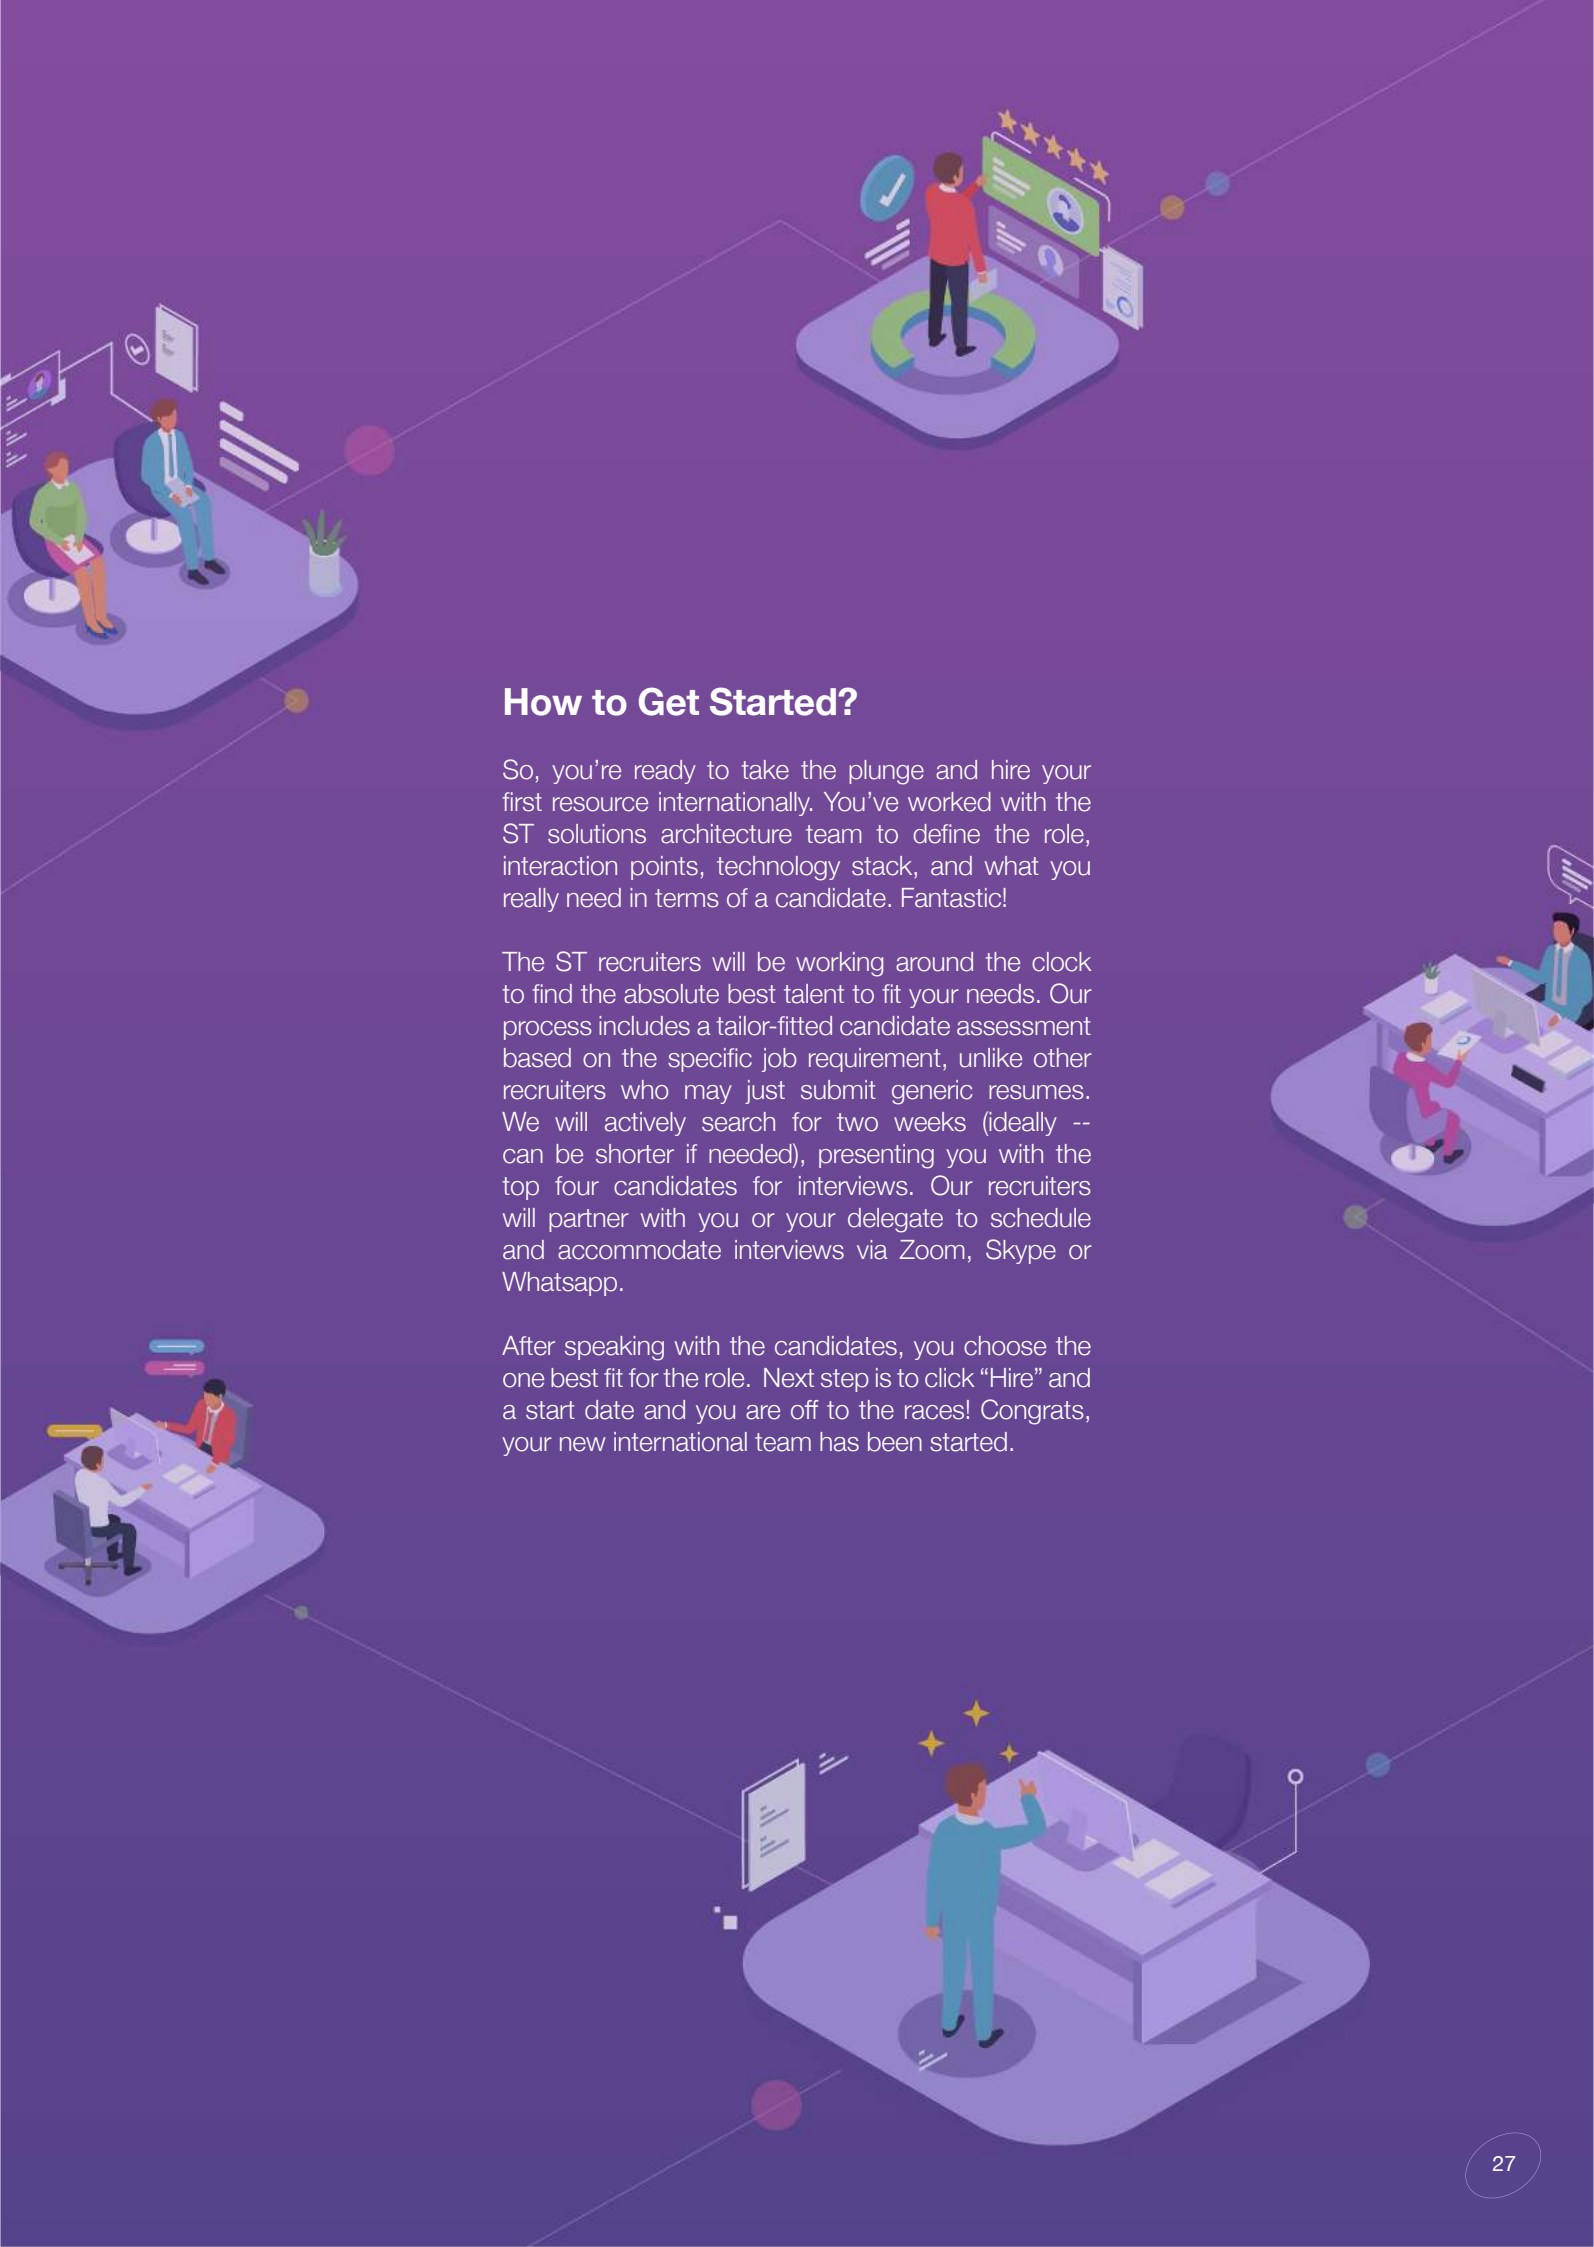 How to Get Started?
So, you’re ready to take the plunge and hire your
first resource internationally. You’ve worked with the
ST solutions architecture team to define the role,
interaction points, technology stack, and what you
really need in terms of a candidate. Fantastic!
The ST recruiters will be working around the clock
to find the absolute best talent to fit your needs. Our
process includes a tailor-fitted candidate assessment
based on the specific job requirement, unlike other
recruiters who may just submit generic resumes.
We will actively search for two weeks (ideally --
can be shorter if needed), presenting you with the
top four candidates for interviews. Our recruiters
will partner with you or your delegate to schedule
and accommodate interviews via Zoom, Skype or
Whatsapp.
After speaking with the candidates, you choose the
one best fit for the role.  Next step is to click “Hire” and
a start date and you are off to the races! Congrats,
your new international team has been started.
27